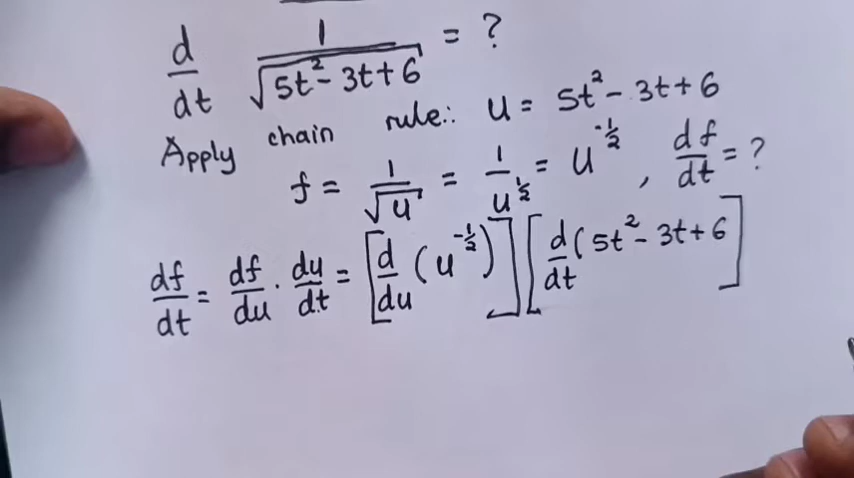 d/dt 1/√(5t² - 3t + 6) = ?
Apply chain rule: u = 5t² - 3t + 6
f = 1/√u = 1/u^½ = u^-½ , df/dt = ?
df/dt = df/du · du/dt = [d/du (u^-½)] [d/dt (5t² - 3t + 6]